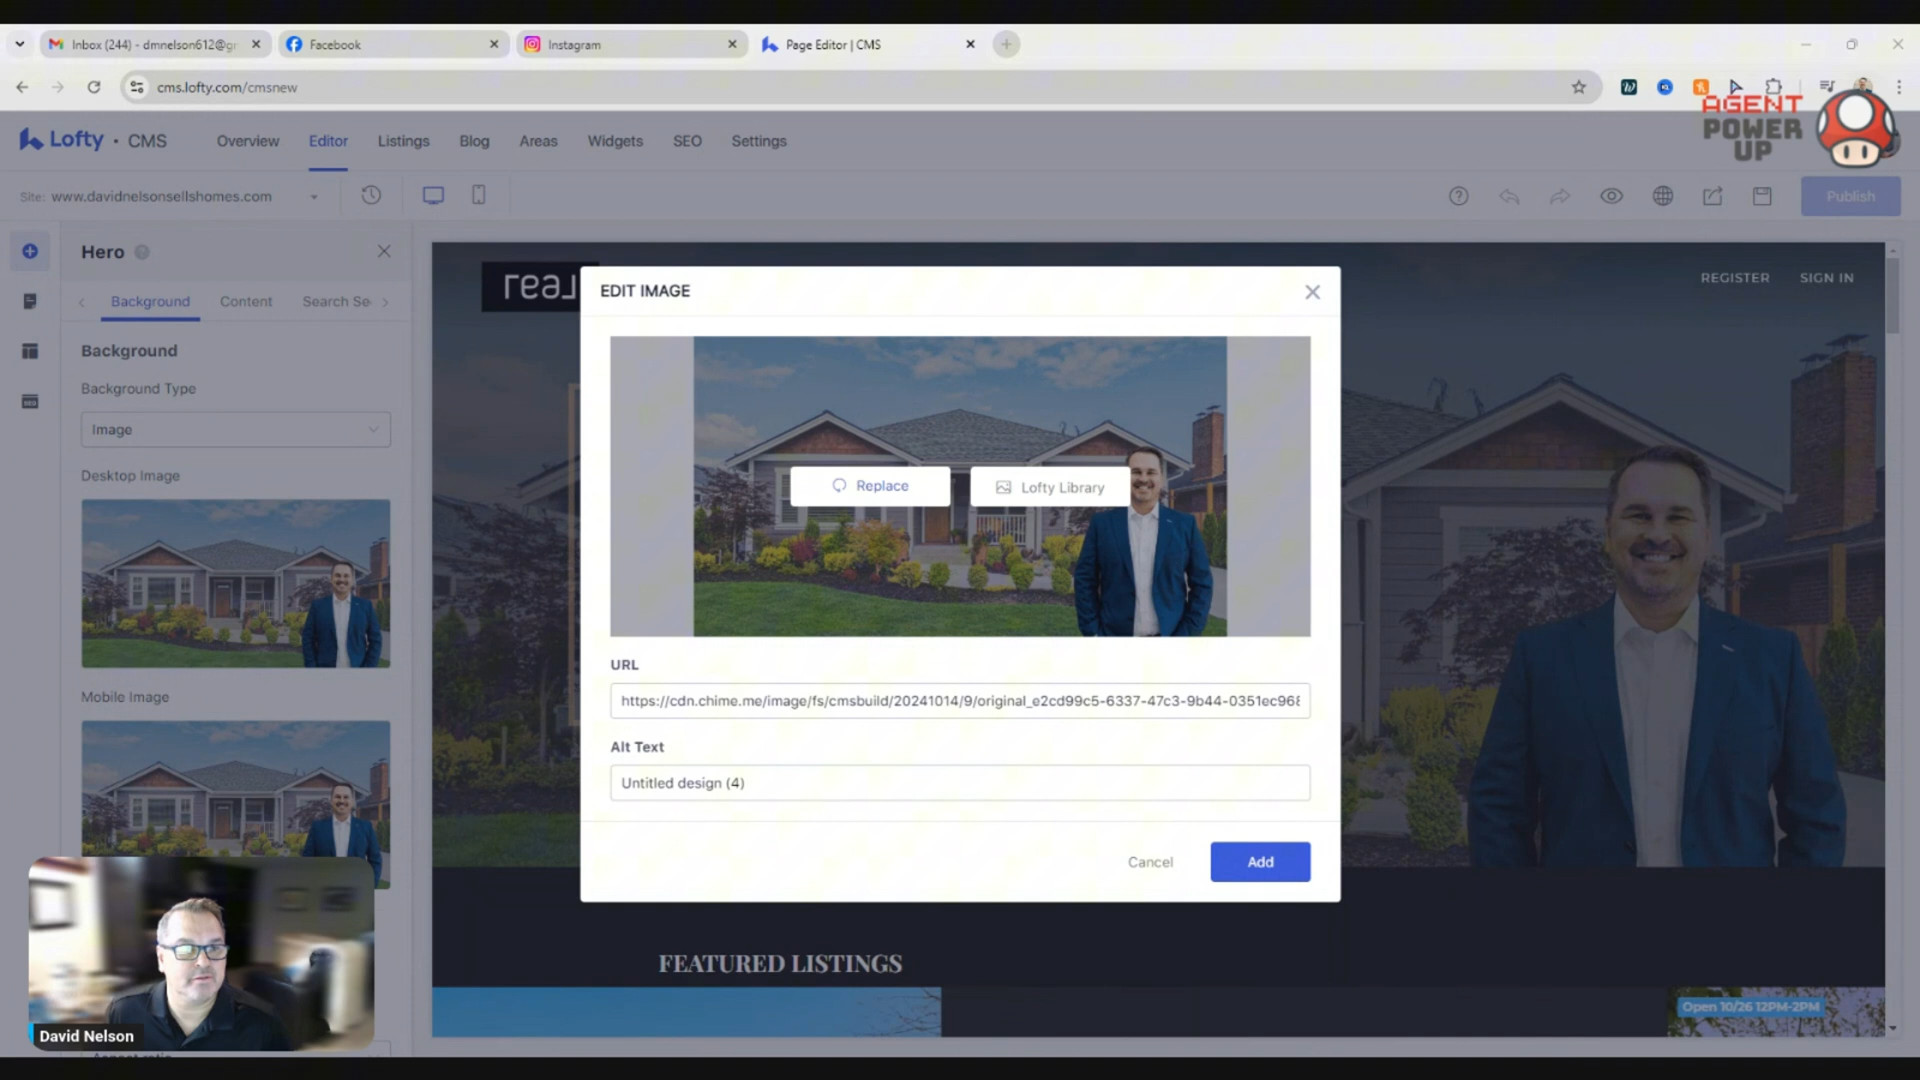 Inbox (244) - dmnelson612@g
Facebook
Instagram
Page Editor | CMS
cms.lofty.com/cmsnew
AGENT
POWER
UP
Lofty · CMS
Overview
Editor
Listings
Blog
Areas
Widgets
SEO
Settings
Site: www.davidnelsonsellshomes.com
Publish
Hero
Background
Content
Search Se
Background
Background Type
Image
Desktop Image
Mobile Image
real
REGISTER
SIGN IN
EDIT IMAGE
Replace
Lofty Library
URL
https://cdn.chime.me/image/fs/cmsbuild/20241014/9/original_e2cd99c5-6337-47c3-9b44-0351ec968
Alt Text
Untitled design (4)
Cancel
Add
FEATURED LISTINGS
Open 10/26 12PM-2PM
David Nelson
Aspect ratio